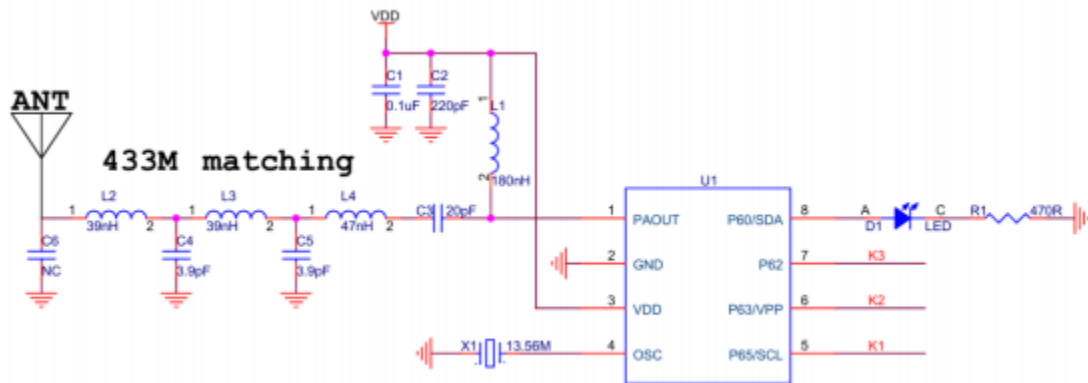 VDD
C1
0.1uF
C2
220pF
1
L1
2
180nH
ANT
433M matching
1
L2
39nH
2
1
L3
39nH
2
1
L4
47nH
2
C3
20pF
C6
NC
C4
3.9pF
C5
3.9pF
U1
1
PAOUT
2
GND
3
VDD
4
OSC
X1
13.56M
P60/SDA
8
A
D1
C
LED
R1
470R
P62
7
K3
P63/VPP
6
K2
P65/SCL
5
K1